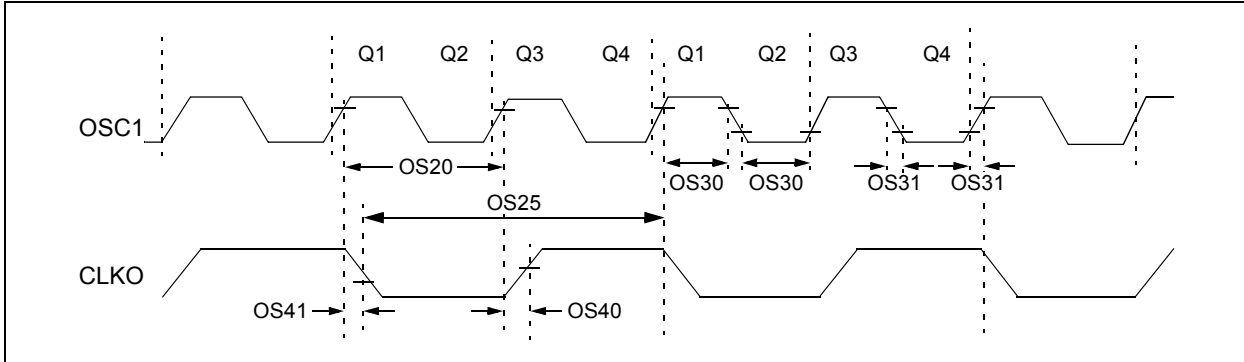 Q1 Q2 Q3 Q4 Q1 Q2 Q3 Q4
OSC1
OS20
OS30 OS30 OS31 OS31
OS25
CLKO
OS41 OS40